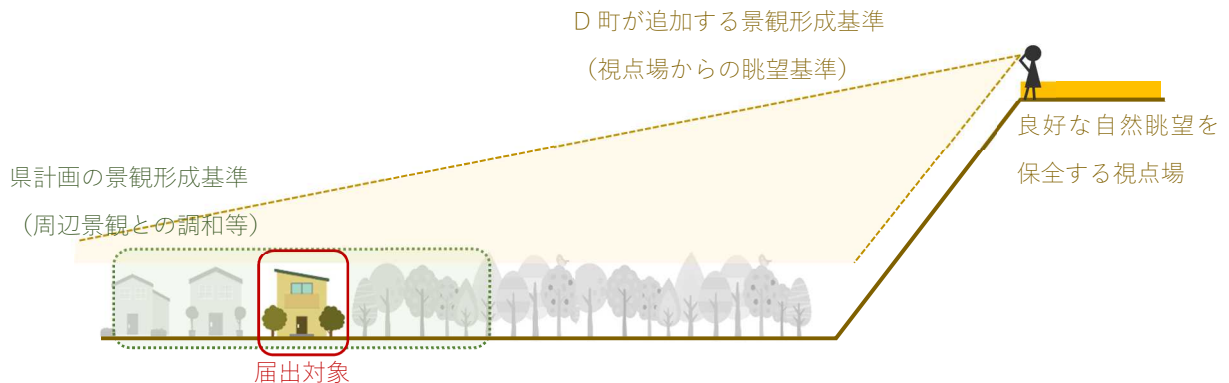 D 町が追加する景観形成基準
（視点場からの眺望基準）
良好な自然眺望を
保全する視点場
県計画の景観形成基準
（周辺景観との調和等）
届出対象